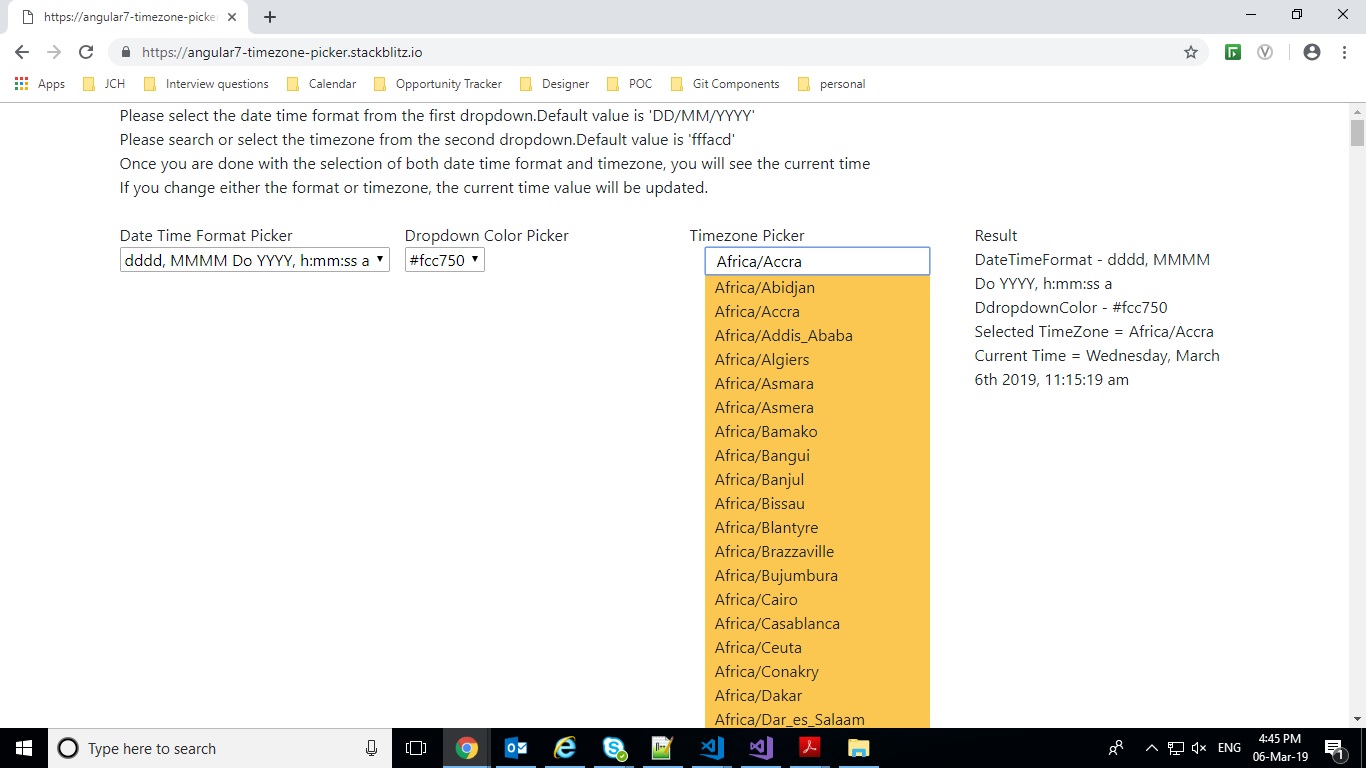 https://angular7-timezone-picker
https://angular7-timezone-picker.stackblitz.io
Apps JCH Interview questions Calendar Opportunity Tracker Designer POC Git Components personal
Please select the date time format from the first dropdown.Default value is 'DD/MM/YYYY'
Please search or select the timezone from the second dropdown.Default value is 'fffacd'
Once you are done with the selection of both date time format and timezone, you will see the current time
If you change either the format or timezone, the current time value will be updated.
Date Time Format Picker
dddd, MMMM Do YYYY, h:mm:ss a
Dropdown Color Picker
#fcc750
Timezone Picker
Africa/Accra
Africa/Abidjan
Africa/Accra
Africa/Addis_Ababa
Africa/Algiers
Africa/Asmara
Africa/Asmera
Africa/Bamako
Africa/Bangui
Africa/Banjul
Africa/Bissau
Africa/Blantyre
Africa/Brazzaville
Africa/Bujumbura
Africa/Cairo
Africa/Casablanca
Africa/Ceuta
Africa/Conakry
Africa/Dakar
Africa/Dar_es_Salaam
Result
DateTimeFormat - dddd, MMMM
Do YYYY, h:mm:ss a
DdropdownColor - #fcc750
Selected TimeZone = Africa/Accra
Current Time = Wednesday, March
6th 2019, 11:15:19 am
Type here to search
ENG
4:45 PM
06-Mar-19
1